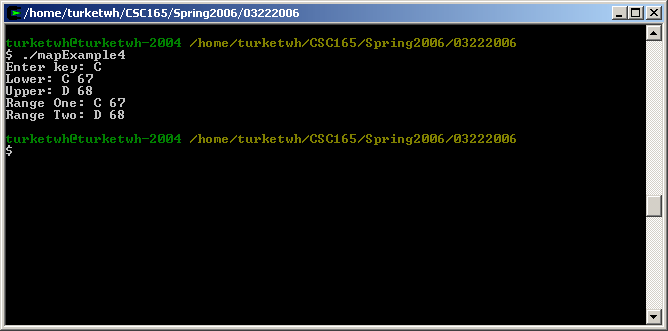 /home/turketwh/CSC165/Spring2006/03222006
turketwh@turketwh-2004 /home/turketwh/CSC165/Spring2006/03222006
$ ./mapExample4
Enter key: C
Lower: C 67
Upper: D 68
Range One: C 67
Range Two: D 68
turketwh@turketwh-2004 /home/turketwh/CSC165/Spring2006/03222006
$